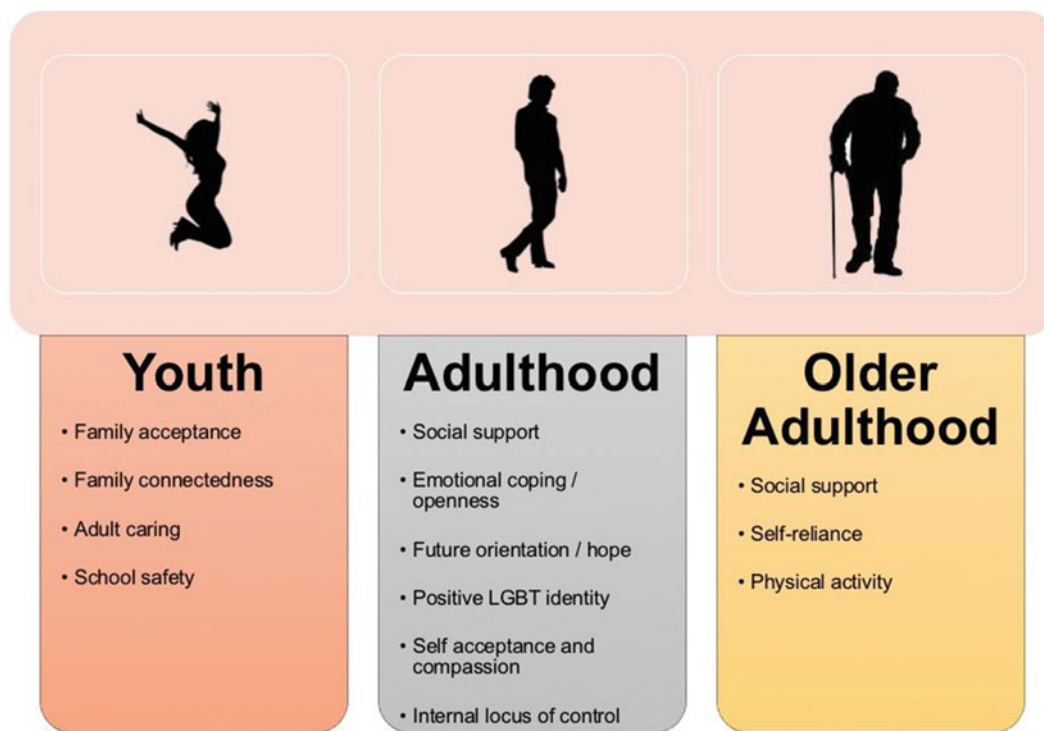 Youth
• Family acceptance
• Family connectedness
• Adult caring
• School safety
Adulthood
• Social support
• Emotional coping /
openness
• Future orientation / hope
• Positive LGBT identity
• Self acceptance and
compassion
• Internal locus of control
Older
Adulthood
• Social support
• Self-reliance
• Physical activity